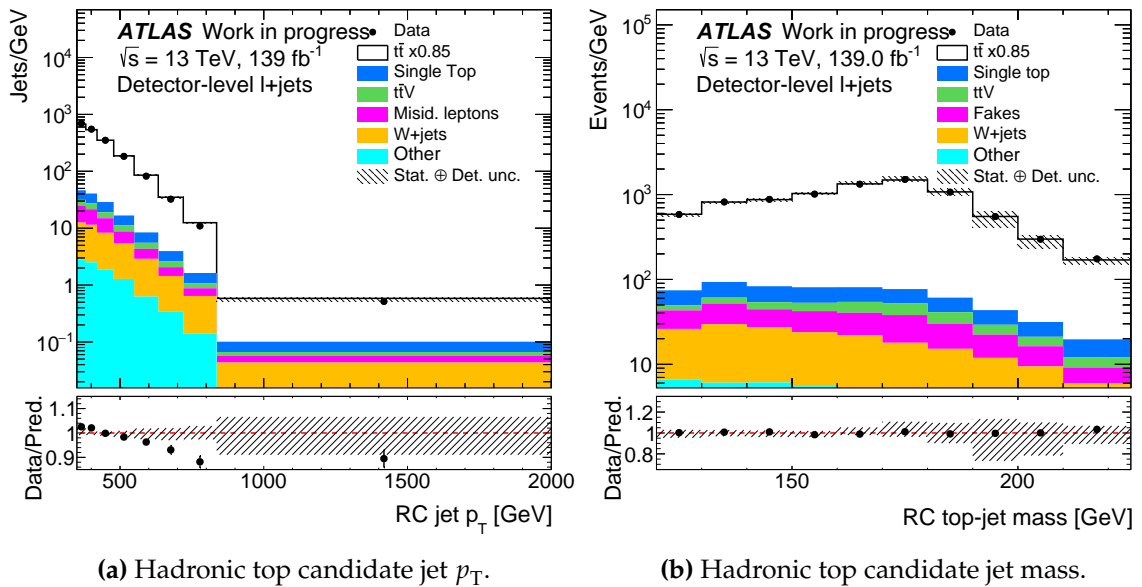 ATLAS Work in progress
√s = 13 TeV, 139 fb⁻¹
Detector-level l+jets
Data
tt̄ x0.85
Single Top
tt̄V
Misid. leptons
W+jets
Other
Stat. ⊕ Det. unc.
Jets/GeV
10⁴
10³
10²
10
1
10⁻¹
Data/Pred.
1.1
1
0.9
500 1000 1500 2000
RC jet p_T [GeV]
(a) Hadronic top candidate jet p_T.
ATLAS Work in progress
√s = 13 TeV, 139.0 fb⁻¹
Detector-level l+jets
Data
tt̄ x0.85
Single top
ttV
Fakes
W+jets
Other
Stat. ⊕ Det. unc.
Events/GeV
10⁵
10⁴
10³
10²
10
Data/Pred.
1.2
1
0.8
150 200
RC top-jet mass [GeV]
(b) Hadronic top candidate jet mass.